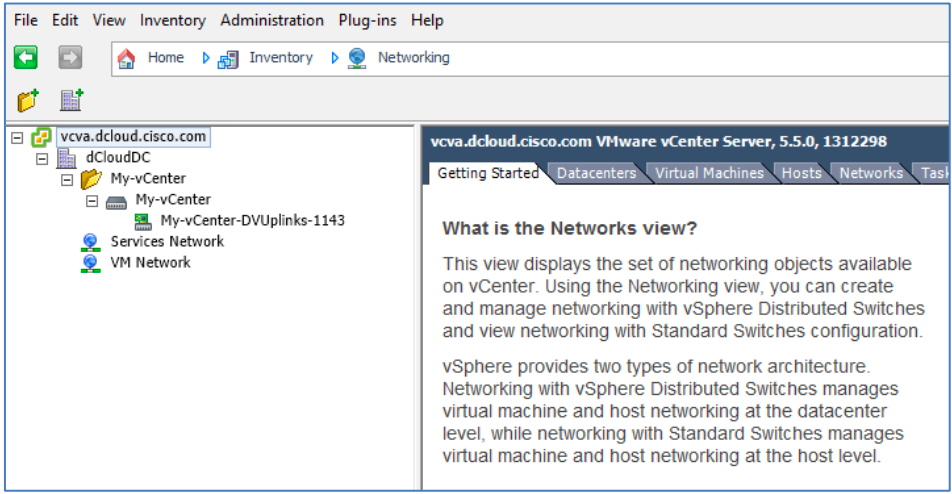 File Edit View Inventory Administration Plug-ins Help
Home Inventory Networking
vcva.dcloud.cisco.com
dCloudDC
My-vCenter
My-vCenter
My-vCenter-DVUplinks-1143
Services Network
VM Network
vcva.dcloud.cisco.com VMware vCenter Server, 5.5.0, 1312298
Getting Started Datacenters Virtual Machines Hosts Networks Task
What is the Networks view?
This view displays the set of networking objects available
on vCenter. Using the Networking view, you can create
and manage networking with vSphere Distributed Switches
and view networking with Standard Switches configuration.
vSphere provides two types of network architecture.
Networking with vSphere Distributed Switches manages
virtual machine and host networking at the datacenter
level, while networking with Standard Switches manages
virtual machine and host networking at the host level.